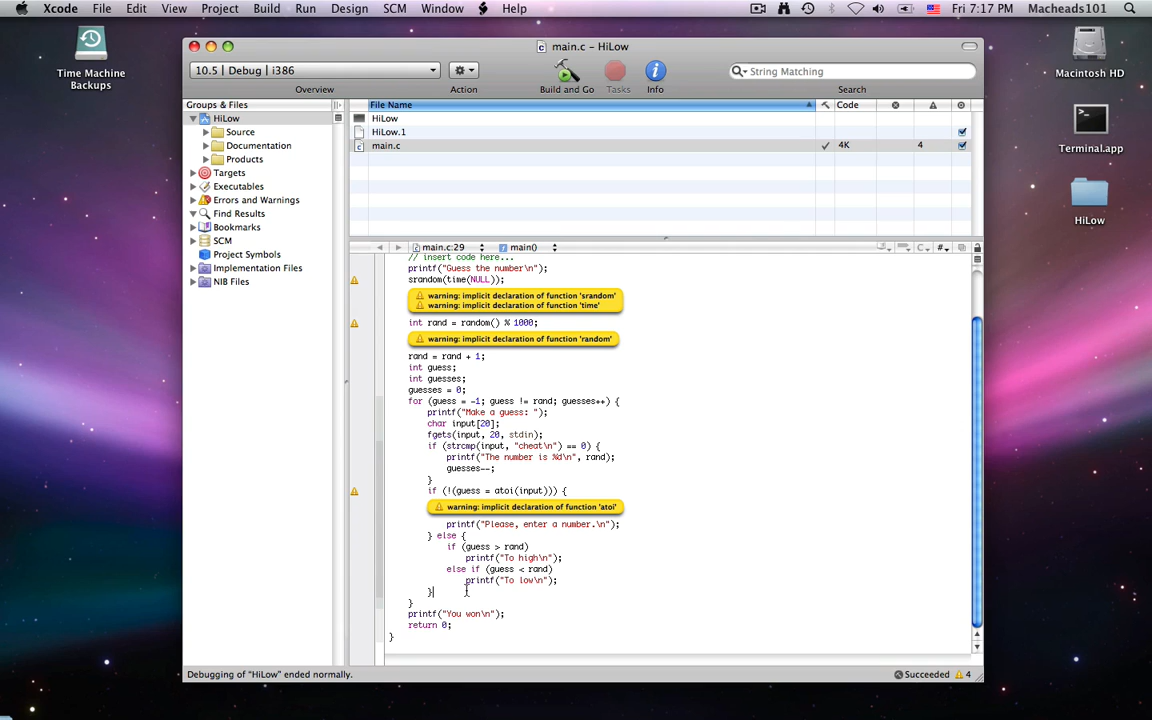 Xcode File Edit View Project Build Run Design SCM Window Help Fri 7:17 PM Macheads101
main.c – HiLow
10.5 | Debug | i386
String Matching
Overview Action Build and Go Tasks Info Search
Groups & Files
HiLow
Source
Documentation
Products
Targets
Executables
Errors and Warnings
Find Results
Bookmarks
SCM
Project Symbols
Implementation Files
NIB Files
File Name Code
HiLow
HiLow.1
main.c 4K 4
main.c:29 main() C #
// insert code here...
printf("Guess the number\n");
srandom(time(NULL));
warning: implicit declaration of function 'srandom'
warning: implicit declaration of function 'time'
int rand = random() % 1000;
warning: implicit declaration of function 'random'
rand = rand + 1;
int guess;
int guesses;
guesses = 0;
for (guess = -1; guess != rand; guesses++) {
printf("Make a guess: ");
char input[20];
fgets(input, 20, stdin);
if (strcmp(input, "cheat\n") == 0) {
printf("The number is %d\n", rand);
guesses--;
}
if (!(guess = atoi(input))) {
warning: implicit declaration of function 'atoi'
printf("Please, enter a number.\n");
} else {
if (guess > rand)
printf("To high\n");
else if (guess < rand)
printf("To low\n");
}
}
printf("You won\n");
return 0;
}
Debugging of "HiLow" ended normally. Succeeded 4
Time Machine
Backups
Macintosh HD
Terminal.app
HiLow